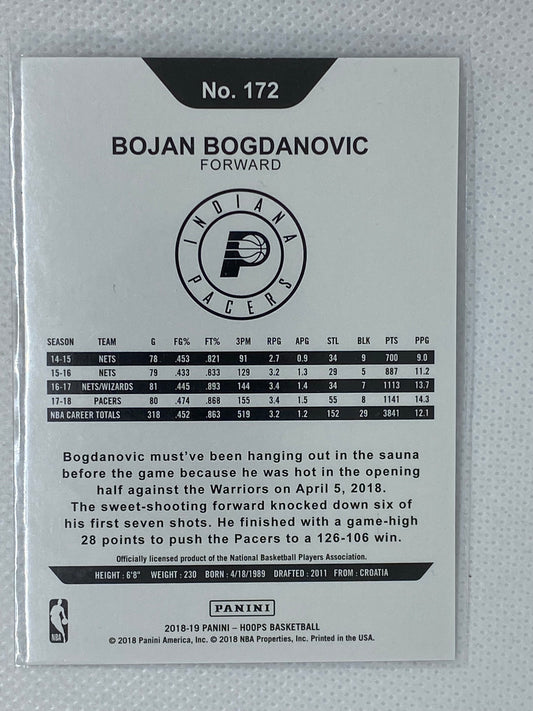 No. 172
BOJAN BOGDANOVIC
FORWARD
INDIANA
PACERS
SEASON TEAM G FG% FT% 3PM RPG APG STL BLK PTS PPG
14-15 NETS 78 .453 .821 91 2.7 0.9 34 9 700 9.0
15-16 NETS 79 .433 .833 129 3.2 1.3 29 5 887 11.2
16-17 NETS/WIZARDS 81 .445 .893 144 3.4 1.4 34 7 1113 13.7
17-18 PACERS 80 .474 .868 155 3.4 1.5 55 8 1141 14.3
NBA CAREER TOTALS 318 .452 .863 519 3.2 1.2 152 29 3841 12.1
Bogdanovic must've been hanging out in the sauna
before the game because he was hot in the opening
half against the Warriors on April 5, 2018.
The sweet-shooting forward knocked down six of
his first seven shots. He finished with a game-high
28 points to push the Pacers to a 126-106 win.
Officially licensed product of the National Basketball Players Association.
HEIGHT : 6'8" WEIGHT : 230 BORN : 4/18/1989 DRAFTED : 2011 FROM : CROATIA
PANINI
NBA
2018-19 PANINI – HOOPS BASKETBALL
© 2018 Panini America, Inc. © 2018 NBA Properties, Inc. Printed in the USA.